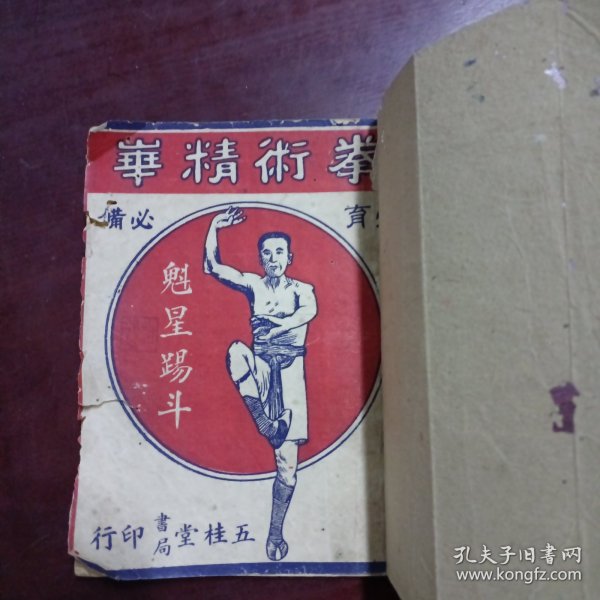 拳術精華
育 必備
魁星踢斗
五桂堂書局印行
孔夫子旧书网
www.kongfz.com